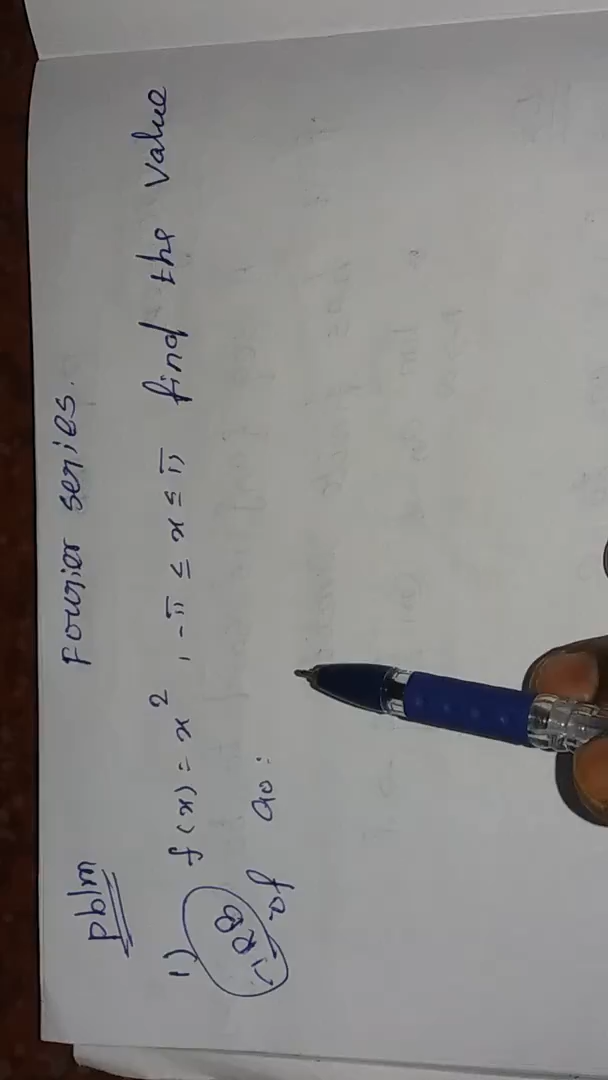 Fourier series.
pblm
1) f(x) = x², -π ≤ x ≤ π find the value
of a₀: